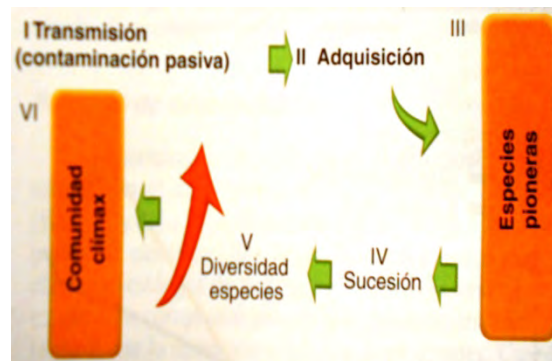 I Transmisión
(contaminación pasiva)
II Adquisición
III
Especies
pioneras
IV
Sucesión
V
Diversidad
especies
VI
Comunidad
clímax